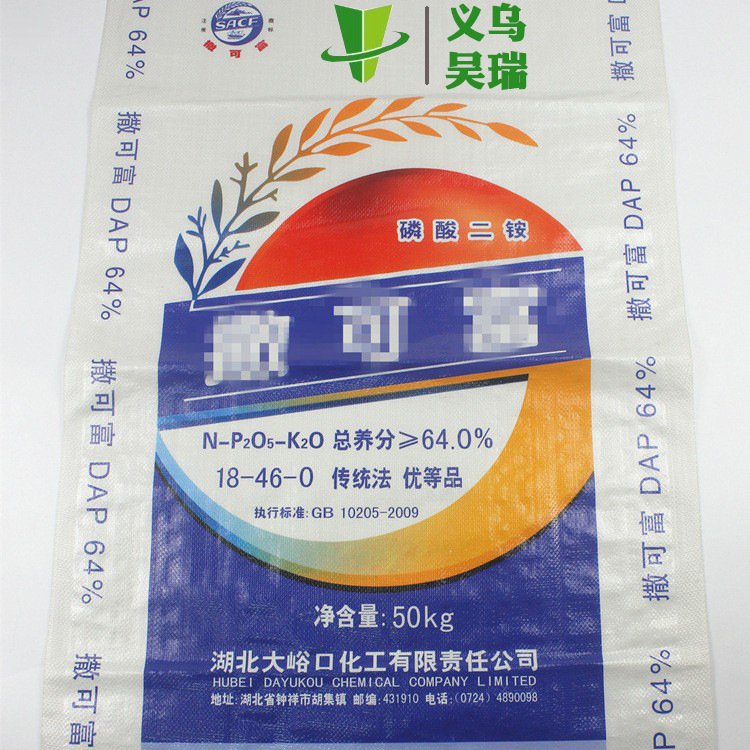 义乌
吴瑞
SACF
注册
商标
撒可富
磷酸二铵
N-P₂O₅-K₂O 总养分≥64.0%
18-46-0 传统法 优等品
执行标准:GB 10205-2009
净含量:50kg
湖北大峪口化工有限责任公司
HUBEI DAYUKOU CHEMICAL COMPANY LIMITED
地址:湖北省钟祥市胡集镇 邮编:431910 电话:(0724) 4890098
P 64%
撒可富 DAP 64%
撒可富 DAP 64%
撒可富
撒可富 D
撒可富 DAP 64%
撒可富 DAP 64%
P 64%